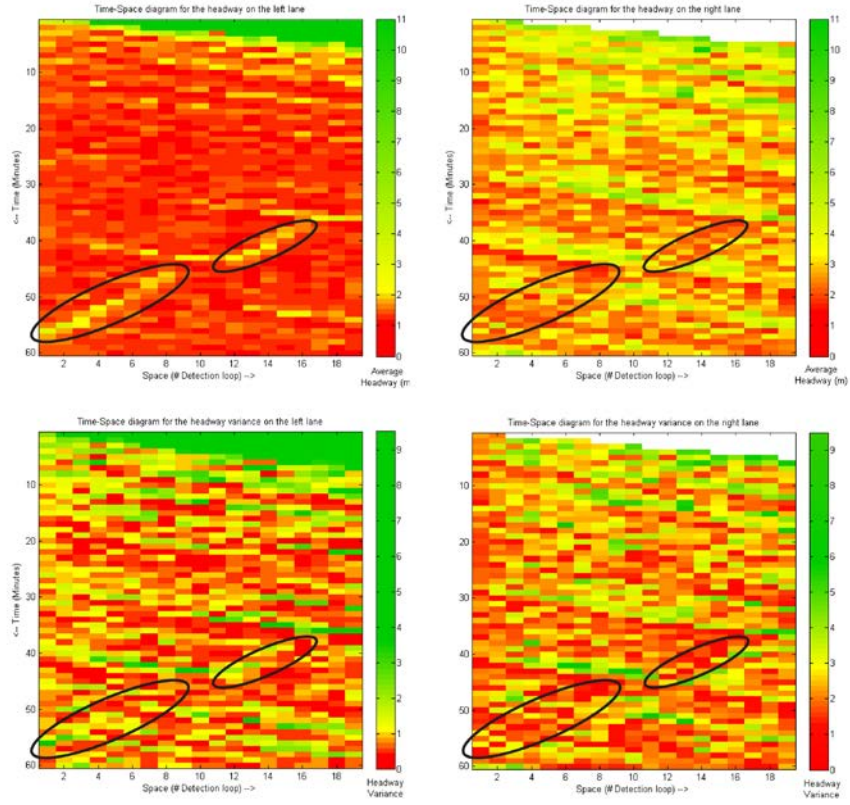 Time-Space diagram for the headway on the left lane
Time-Space diagram for the headway on the right lane
<-- Time (Minutes)
10
20
30
40
50
60
2 4 6 8 10 12 14 16 18
Space (# Detection loop) -->
11
10
9
8
7
6
5
4
3
2
1
0
Average
Headway (m
<-- Time (Minutes)
10
20
30
40
50
60
2 4 6 8 10 12 14 16 18
Space (# Detection loop) -->
11
10
9
8
7
6
5
4
3
2
1
0
Average
Headway (m)
Time-Space diagram for the headway variance on the left lane
Time-Space diagram for the headway variance on the right lane
<-- Time (Minutes)
10
20
30
40
50
60
2 4 6 8 10 12 14 16 18
Space (# Detection loop) -->
9
8
7
6
5
4
3
2
1
0
Headway
Variance
<-- Time (Minutes)
10
20
30
40
50
60
2 4 6 8 10 12 14 16 18
Space (# Detection loop) -->
9
8
7
6
5
4
3
2
1
0
Headway
Variance